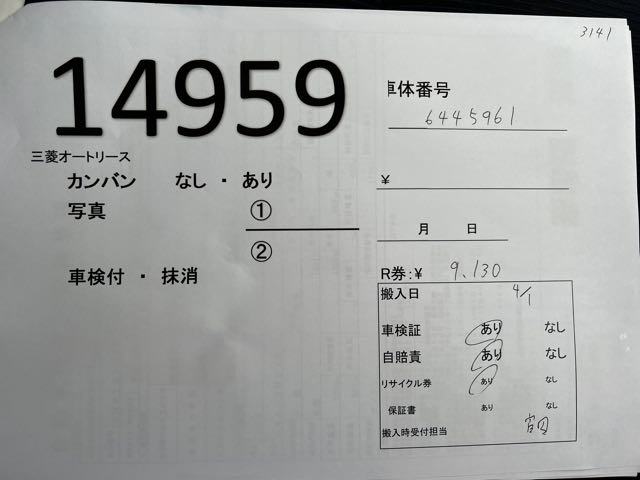 3141
14959
車体番号
6445961
三菱オートリース
カンバン なし ・ あり
¥
写真 ①
月 日
②
車検付 ・ 抹消
R券:¥ 9,130
搬入日 4/1
車検証 あり なし
自賠責 あり なし
リサイクル券 あり なし
保証書 あり なし
搬入時受付担当